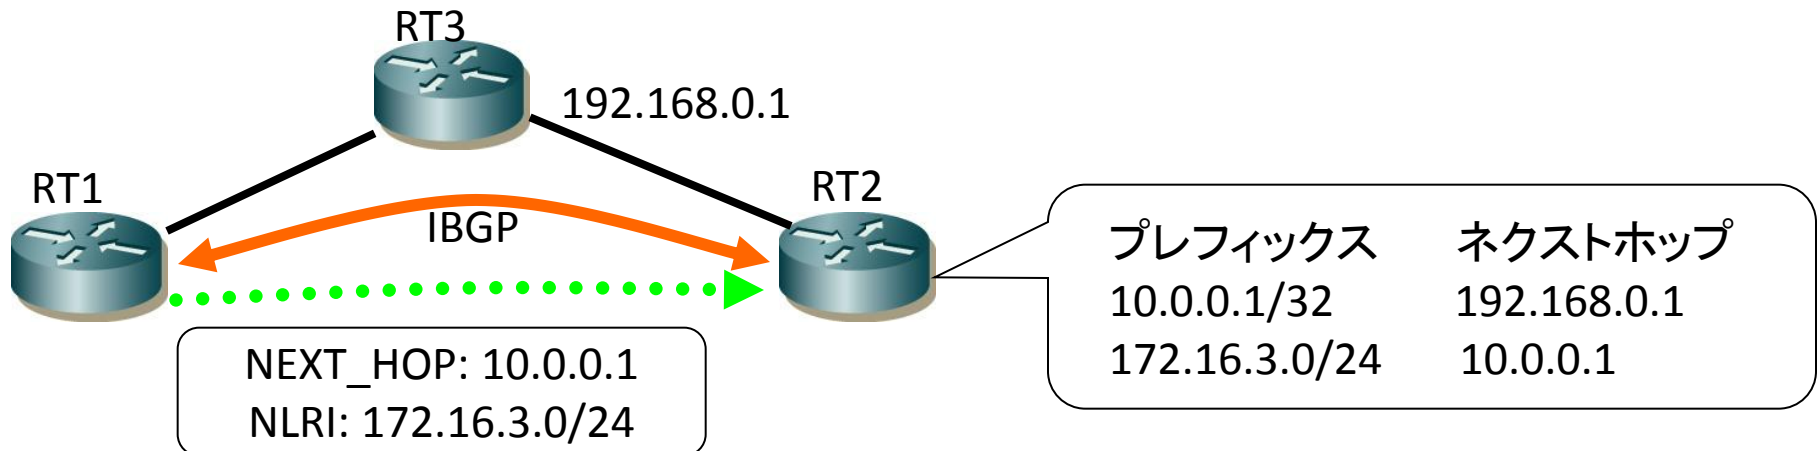 RT3
192.168.0.1
RT1
RT2
IBGP
プレフィックス ネクストホップ
10.0.0.1/32 192.168.0.1
172.16.3.0/24 10.0.0.1
NEXT_HOP: 10.0.0.1
NLRI: 172.16.3.0/24